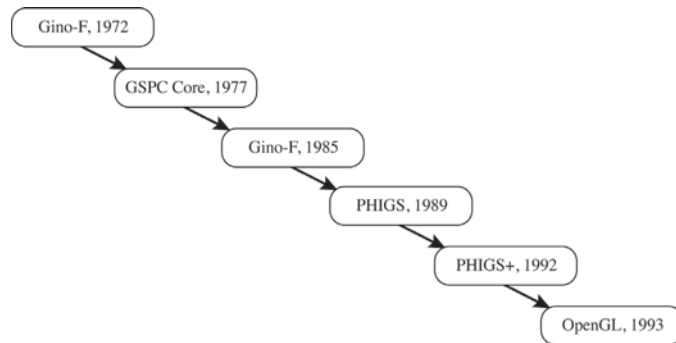 Gino-F, 1972
GSPC Core, 1977
Gino-F, 1985
PHIGS, 1989
PHIGS+, 1992
OpenGL, 1993